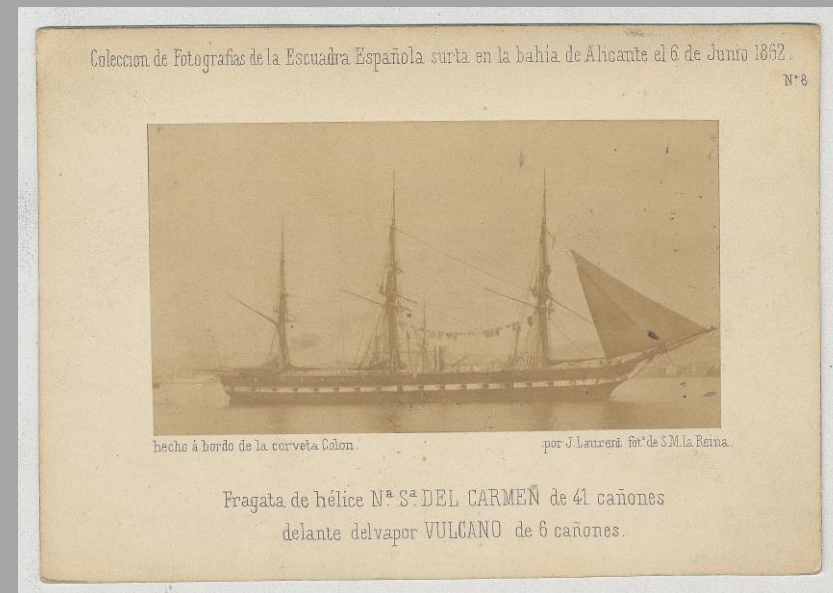 Coleccion de Fotografias de la Escuadra Española surta en la bahía de Alicante el 6 de Junio 1862.
Nº 8
hecho á bordo de la corveta Colon.
por J. Laurent fotº de S.M. la Reina.
Fragata de hélice Nª Sª DEL CARMEN de 41 cañones
delante del vapor VULCANO de 6 cañones.